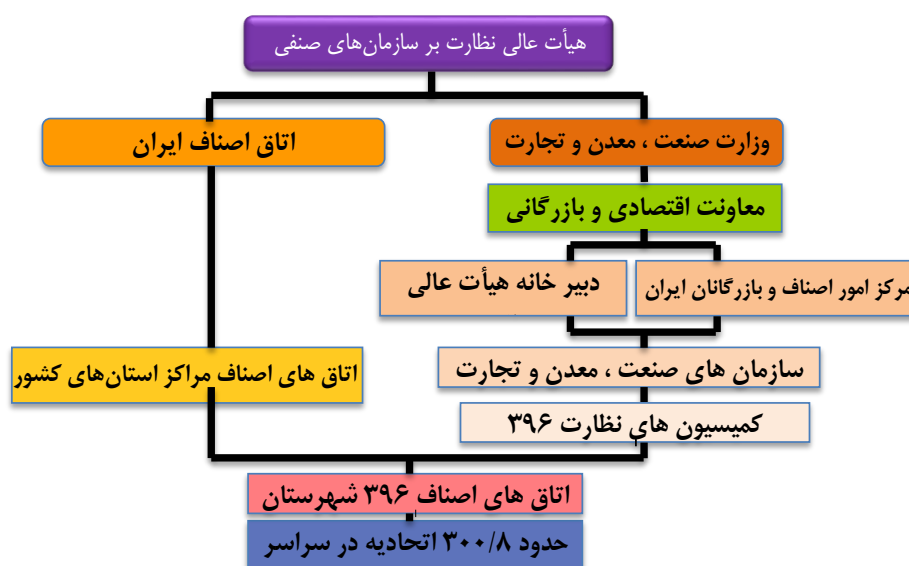 هیأت عالی نظارت بر سازمان‌های صنفی
وزارت صنعت ، معدن و تجارت
اتاق اصناف ایران
معاونت اقتصادی و بازرگانی
مرکز امور اصناف و بازرگانان ایران
دبیر خانه هیأت عالی
سازمان های صنعت ، معدن و تجارت
اتاق های اصناف مراکز استان‌های کشور
کمیسیون های نظارت ۳۹۶
اتاق های اصناف ۳۹۶ شهرستان
حدود ۳۰۰/۸ اتحادیه در سراسر